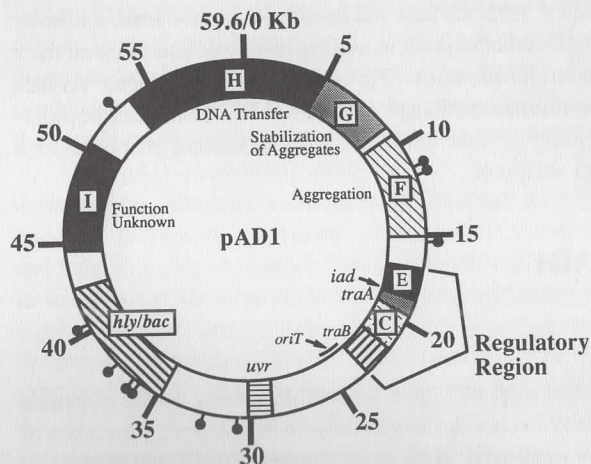 59.6/0 Kb
55
5
H
DNA Transfer
G
Stabilization
of Aggregates
10
50
F
Aggregation
I
Function
Unknown
pAD1
45
15
E
iad
traA
hly/bac
C
20
40
oriT
traB
Regulatory
Region
uvr
25
35
30